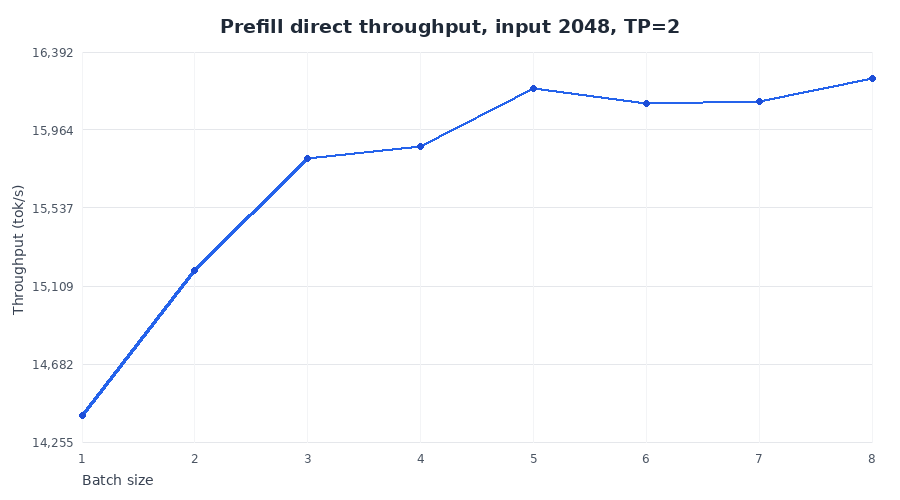 Prefill direct throughput, input 2048, TP=2
16,392
15,964
15,537
15,109
14,682
14,255
Throughput (tok/s)
1 2 3 4 5 6 7 8
Batch size